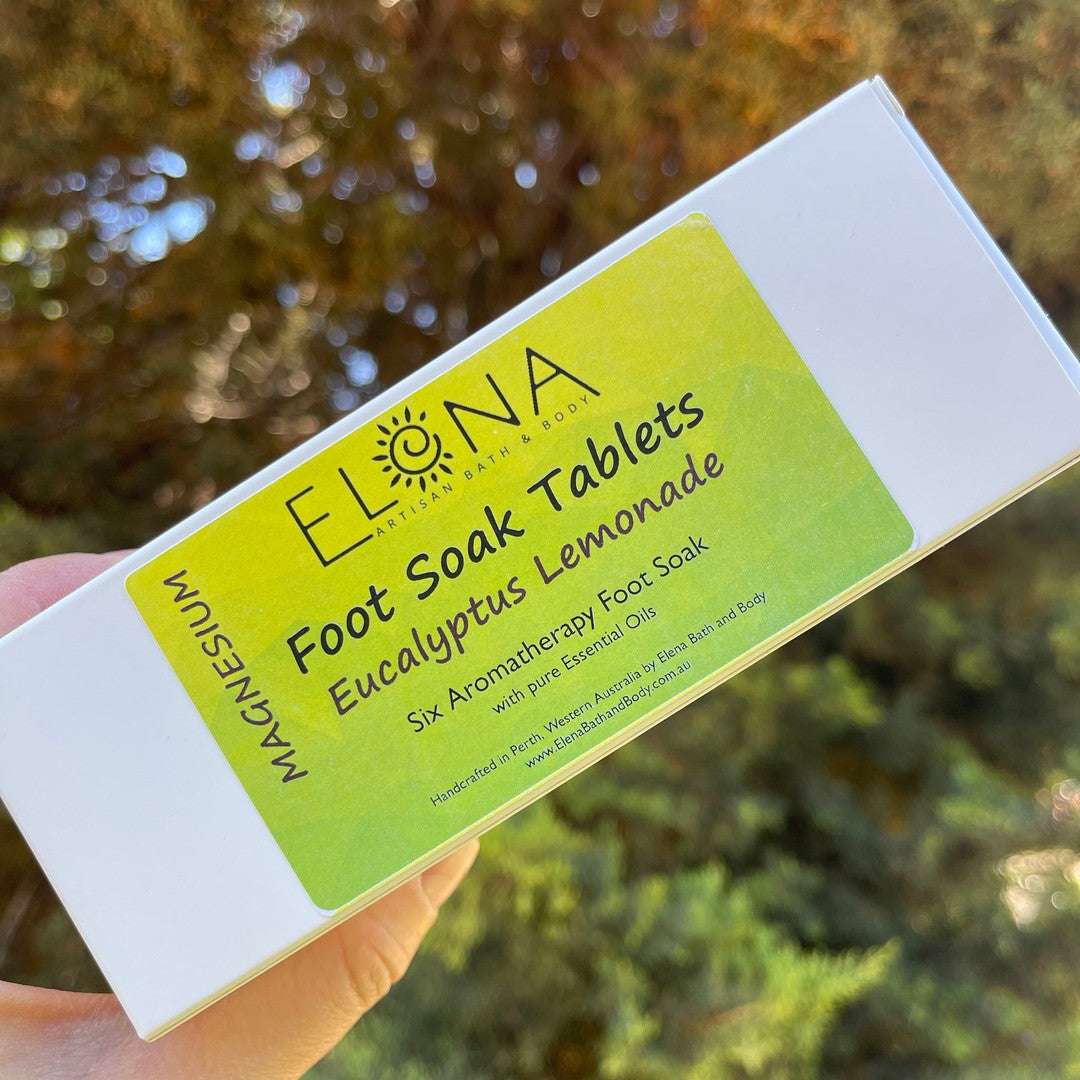 ELONA
ARTISAN BATH & BODY
MAGNESIUM
Foot Soak Tablets
Eucalyptus Lemonade
Six Aromatherapy Foot Soak
with pure Essential Oils
Handcrafted in Perth, Western Australia by Elena Bath and Body
www.ElenaBathandBody.com.au